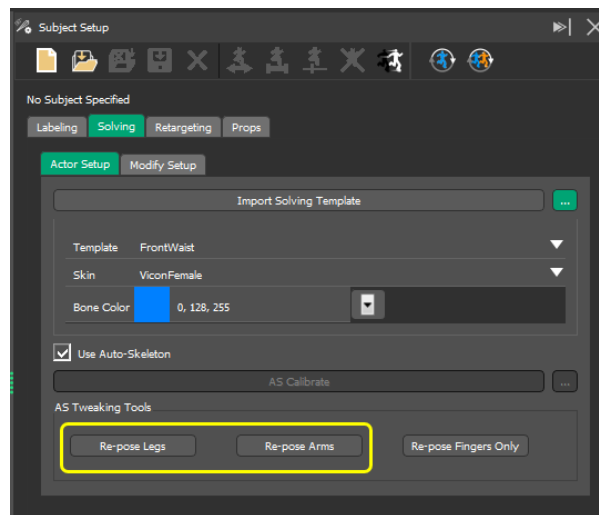 Subject Setup
No Subject Specified
Labeling Solving Retargeting Props
Actor Setup Modify Setup
Import Solving Template ...
Template FrontWaist
Skin ViconFemale
Bone Color 0, 128, 255
Use Auto-Skeleton
AS Calibrate ...
AS Tweaking Tools
Re-pose Legs Re-pose Arms Re-pose Fingers Only